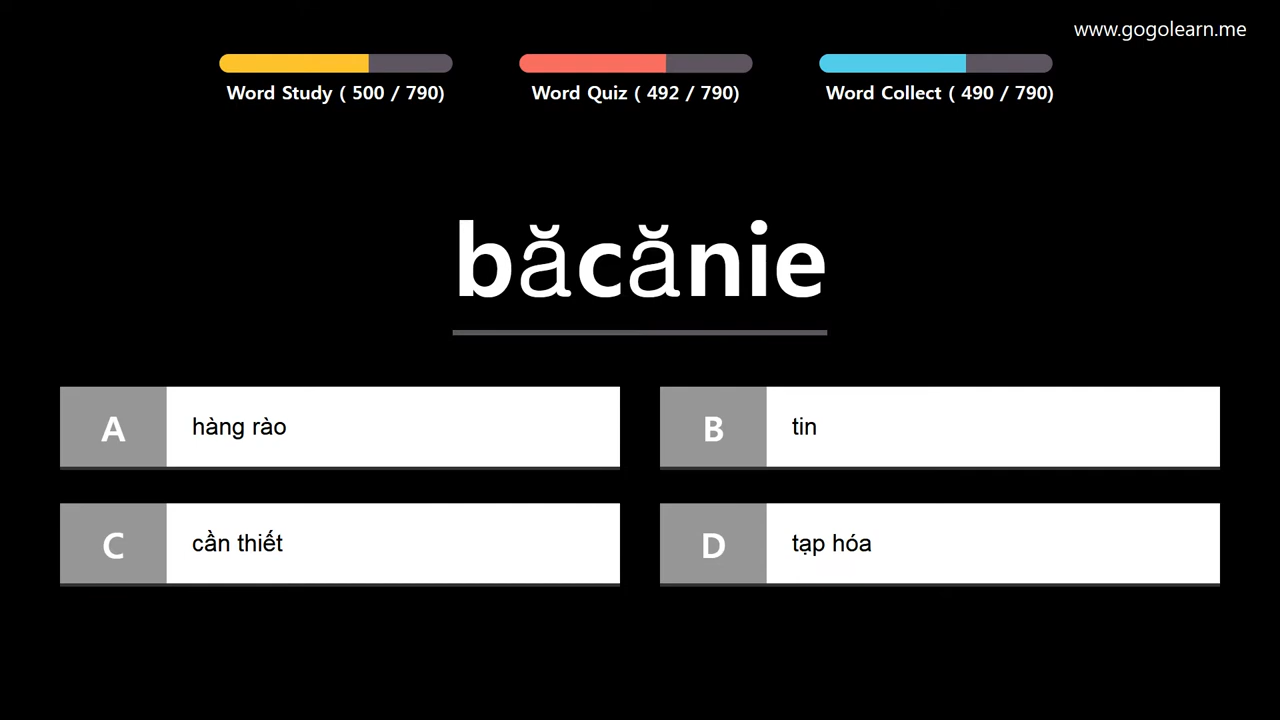 www.gogolearn.me
Word Study ( 500 / 790)
Word Quiz ( 492 / 790)
Word Collect ( 490 / 790)
băcănie
A
hàng rào
B
tin
C
cần thiết
D
tạp hóa